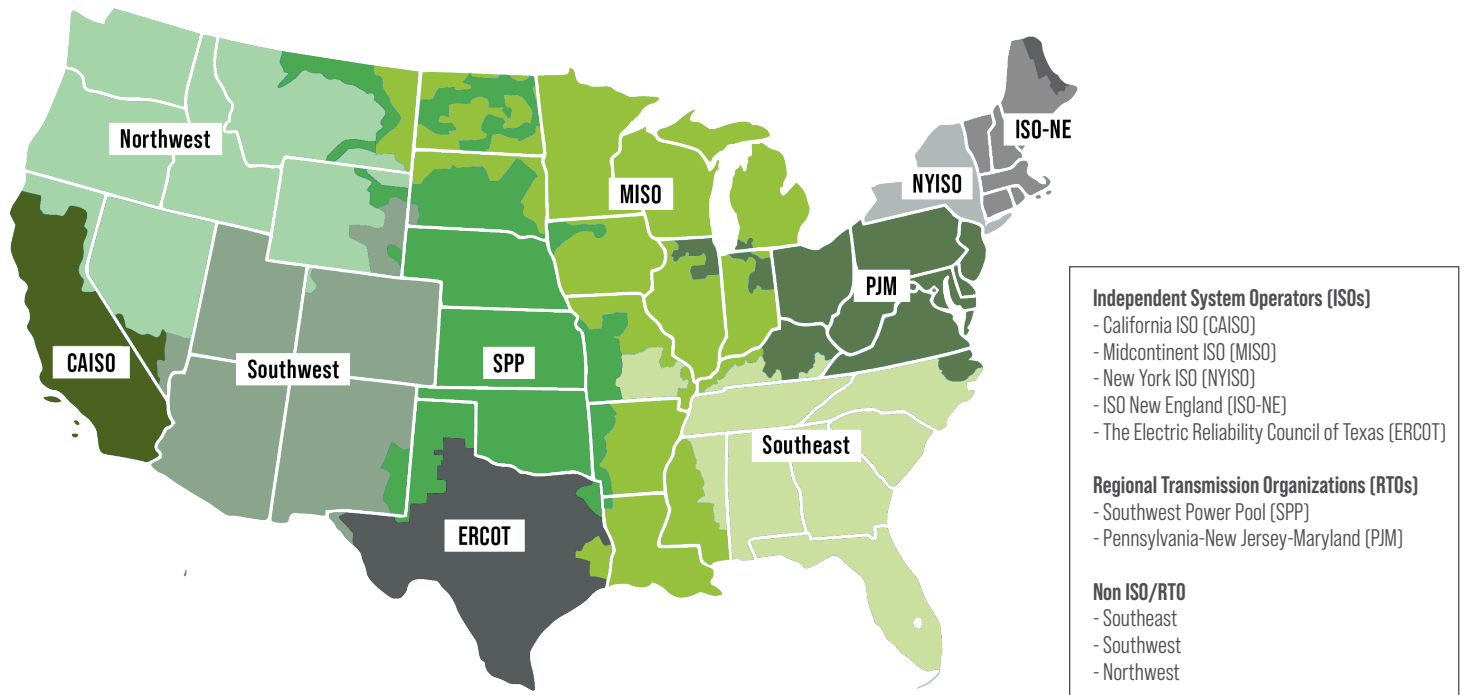 Northwest
ISO-NE
NYISO
MISO
PJM
CAISO
Southwest
SPP
Southeast
ERCOT
Independent System Operators (ISOs)
- California ISO (CAISO)
- Midcontinent ISO (MISO)
- New York ISO (NYISO)
- ISO New England (ISO-NE)
- The Electric Reliability Council of Texas (ERCOT)
Regional Transmission Organizations (RTOs)
- Southwest Power Pool (SPP)
- Pennsylvania-New Jersey-Maryland (PJM)
Non ISO/RTO
- Southeast
- Southwest
- Northwest